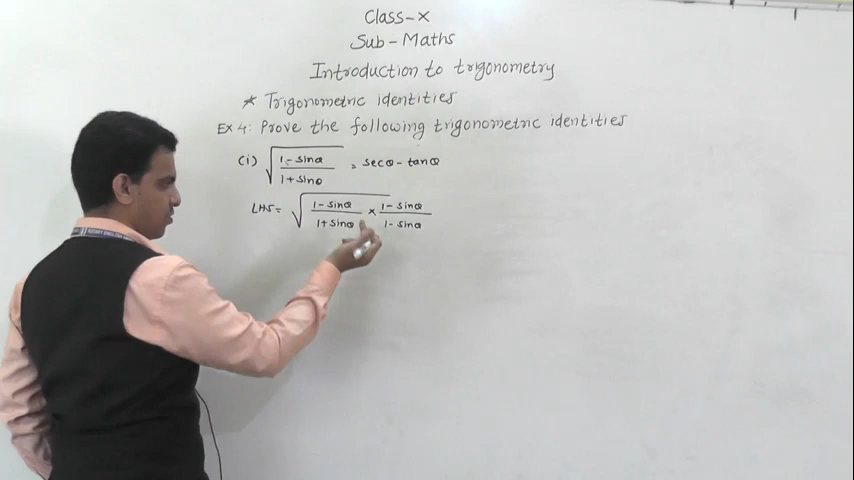 Class-X
Sub-Maths
Introduction to trigonometry
* Trigonometric identities
Ex 4: Prove the following trigonometric identities
(i) √((1-sinθ)/(1+sinθ)) = secθ-tanθ
LHS= √((1-sinθ)/(1+sinθ) × (1-sinθ)/(1-sinθ))